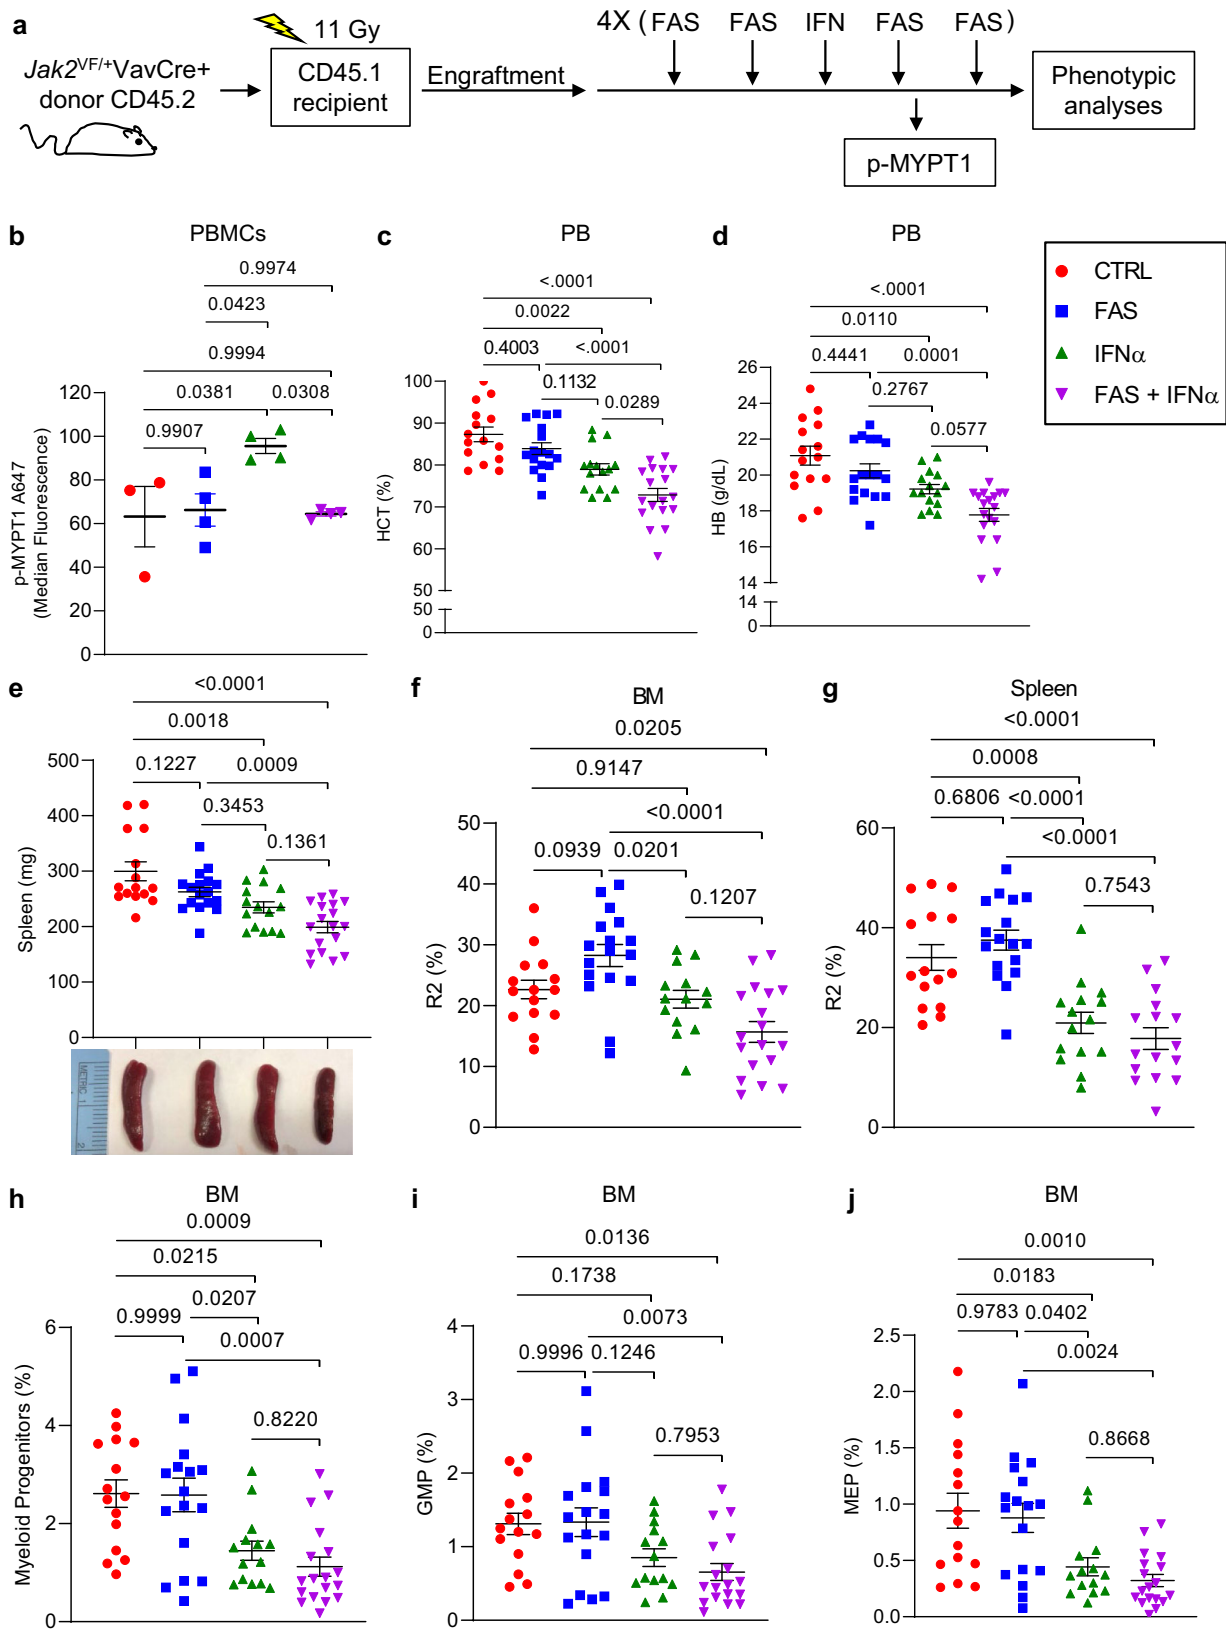 a
11 Gy
4X (FAS FAS IFN FAS FAS)
Jak2VF/+VavCre+
donor CD45.2
CD45.1
recipient
Engraftment
Phenotypic
analyses
p-MYPT1
b
PBMCs
0.9974
0.0423
0.9994
0.0381
0.0308
0.9907
p-MYPT1 A647
(Median Fluorescence)
120
100
80
60
40
20
0
c
PB
<.0001
0.0022
0.4003
<.0001
0.1132
0.0289
HCT (%)
100
90
80
70
60
50
50
0
d
PB
<.0001
0.0110
0.4441
0.0001
0.2767
0.0577
HB (g/dL)
26
24
22
20
18
16
14
14
0
CTRL
FAS
IFNα
FAS + IFNα
e
<0.0001
0.0018
0.1227
0.0009
0.3453
0.1361
Spleen (mg)
500
400
300
200
100
0
METRIC 1
2
f
BM
0.0205
0.9147
<0.0001
0.0939
0.0201
0.1207
R2 (%)
50
40
30
20
10
0
g
Spleen
<0.0001
0.0008
0.6806
<0.0001
<0.0001
0.7543
R2 (%)
60
40
20
0
h
BM
0.0009
0.0215
0.0207
0.9999
0.0007
0.8220
Myeloid Progenitors (%)
6
4
2
0
i
BM
0.0136
0.1738
0.0073
0.9996
0.1246
0.7953
GMP (%)
4
3
2
1
0
j
BM
0.0010
0.0183
0.9783
0.0402
0.0024
0.8668
MEP (%)
2.5
2.0
1.5
1.0
0.5
0.0